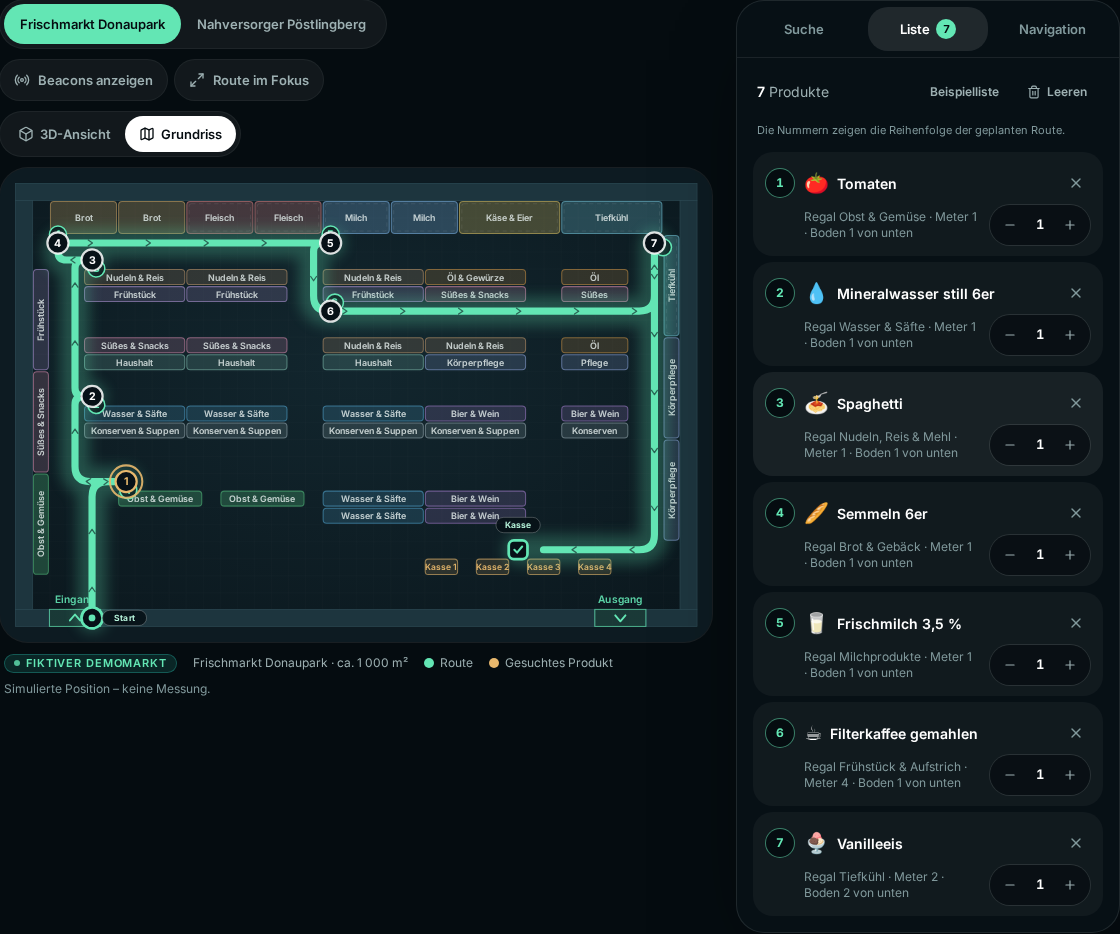 Frischmarkt Donaupark
Nahversorger Pöstlingberg
Beacons anzeigen
Route im Fokus
3D-Ansicht
Grundriss
Brot
Brot
Fleisch
Fleisch
Milch
Milch
Käse & Eier
Tiefkühl
4
5
7
3
Nudeln & Reis
Nudeln & Reis
Nudeln & Reis
Öl & Gewürze
Öl
Frühstück
Frühstück
Frühstück
Süßes & Snacks
Süßes
6
Tiefkühl
Frühstück
Süßes & Snacks
Süßes & Snacks
Nudeln & Reis
Nudeln & Reis
Öl
Haushalt
Haushalt
Haushalt
Körperpflege
Pflege
Körperpflege
Süßes & Snacks
2
Wasser & Säfte
Wasser & Säfte
Wasser & Säfte
Bier & Wein
Bier & Wein
Konserven & Suppen
Konserven & Suppen
Konserven & Suppen
Konserven & Suppen
Konserven
Körperpflege
Obst & Gemüse
1
Obst & Gemüse
Obst & Gemüse
Wasser & Säfte
Bier & Wein
Wasser & Säfte
Bier & Wein
Kasse
Kasse 1
Kasse 2
Kasse 3
Kasse 4
Eingan
Ausgang
Start
FIKTIVER DEMOMARKT
Frischmarkt Donaupark · ca. 1 000 m²
Route
Gesuchtes Produkt
Simulierte Position – keine Messung.
Suche
Liste 7
Navigation
7 Produkte
Beispielliste
Leeren
Die Nummern zeigen die Reihenfolge der geplanten Route.
1
Tomaten
Regal Obst & Gemüse · Meter 1
· Boden 1 von unten
− 1 +
2
Mineralwasser still 6er
Regal Wasser & Säfte · Meter 1
· Boden 1 von unten
− 1 +
3
Spaghetti
Regal Nudeln, Reis & Mehl ·
Meter 1 · Boden 1 von unten
− 1 +
4
Semmeln 6er
Regal Brot & Gebäck · Meter 1
· Boden 1 von unten
− 1 +
5
Frischmilch 3,5 %
Regal Milchprodukte · Meter 1
· Boden 1 von unten
− 1 +
6
Filterkaffee gemahlen
Regal Frühstück & Aufstrich ·
Meter 4 · Boden 1 von unten
− 1 +
7
Vanilleeis
Regal Tiefkühl · Meter 2 ·
Boden 2 von unten
− 1 +